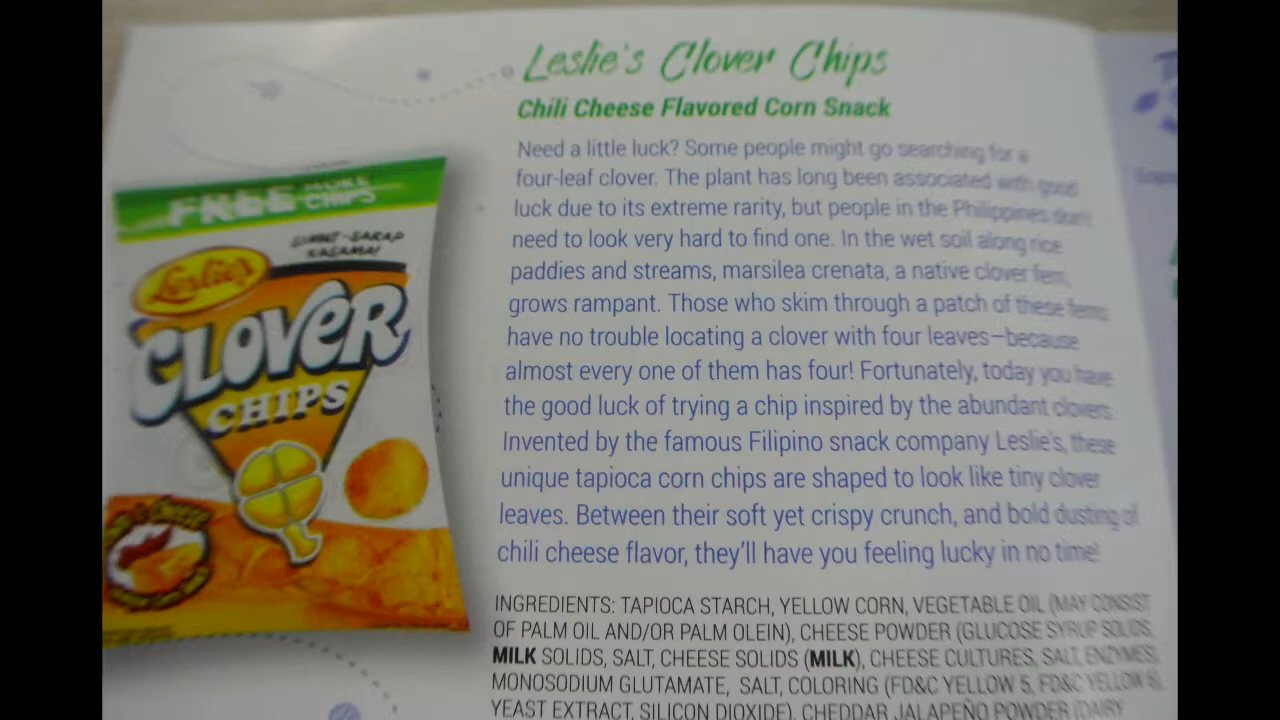 Leslie's Clover Chips
Chili Cheese Flavored Corn Snack
Need a little luck? Some people might go searching for a
four-leaf clover. The plant has long been associated with good
luck due to its extreme rarity, but people in the Philippines don't
need to look very hard to find one. In the wet soil along rice
paddies and streams, marsilea crenata, a native clover fern,
grows rampant. Those who skim through a patch of these ferns
have no trouble locating a clover with four leaves—because
almost every one of them has four! Fortunately, today you have
the good luck of trying a chip inspired by the abundant clovers.
Invented by the famous Filipino snack company Leslie's, these
unique tapioca corn chips are shaped to look like tiny clover
leaves. Between their soft yet crispy crunch, and bold dusting of
chili cheese flavor, they'll have you feeling lucky in no time!
INGREDIENTS: TAPIOCA STARCH, YELLOW CORN, VEGETABLE OIL (MAY CONSIST
OF PALM OIL AND/OR PALM OLEIN), CHEESE POWDER (GLUCOSE SYRUP SOLIDS,
MILK SOLIDS, SALT, CHEESE SOLIDS (MILK), CHEESE CULTURES, SALT, ENZYMES),
MONOSODIUM GLUTAMATE, SALT, COLORING (FD&C YELLOW 5, FD&C YELLOW 6),
YEAST EXTRACT, SILICON DIOXIDE), CHEDDAR JALAPEÑO POWDER (DAIRY
FREE MORE
CHIPS
SIMOT-SARAP
KASAMA!
Leslie's
CLOVER
CHIPS